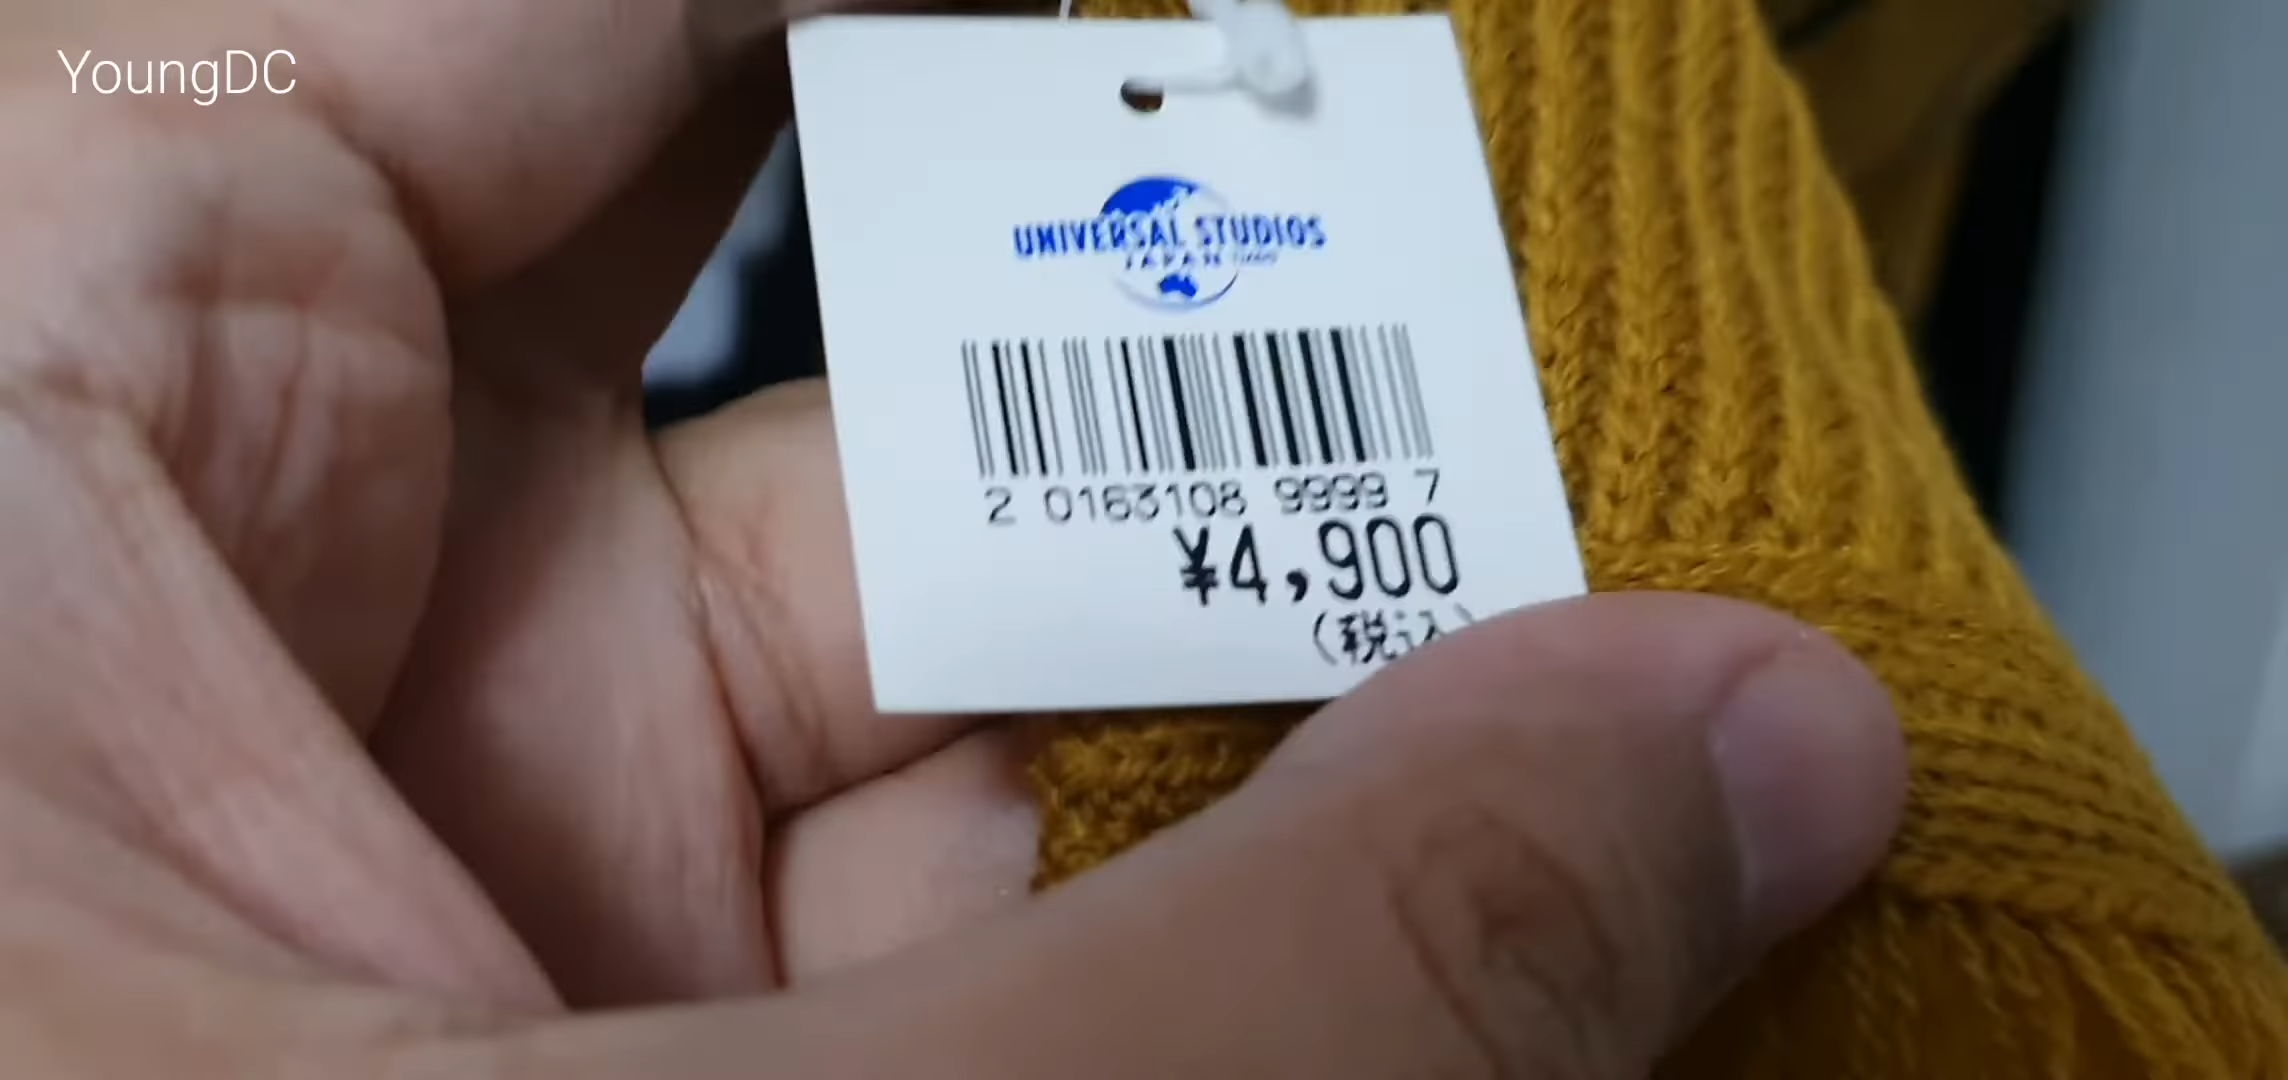 YoungDC
UNIVERSAL STUDIOS
JAPAN
2 0163108 9999 7
¥4,900
(税込)